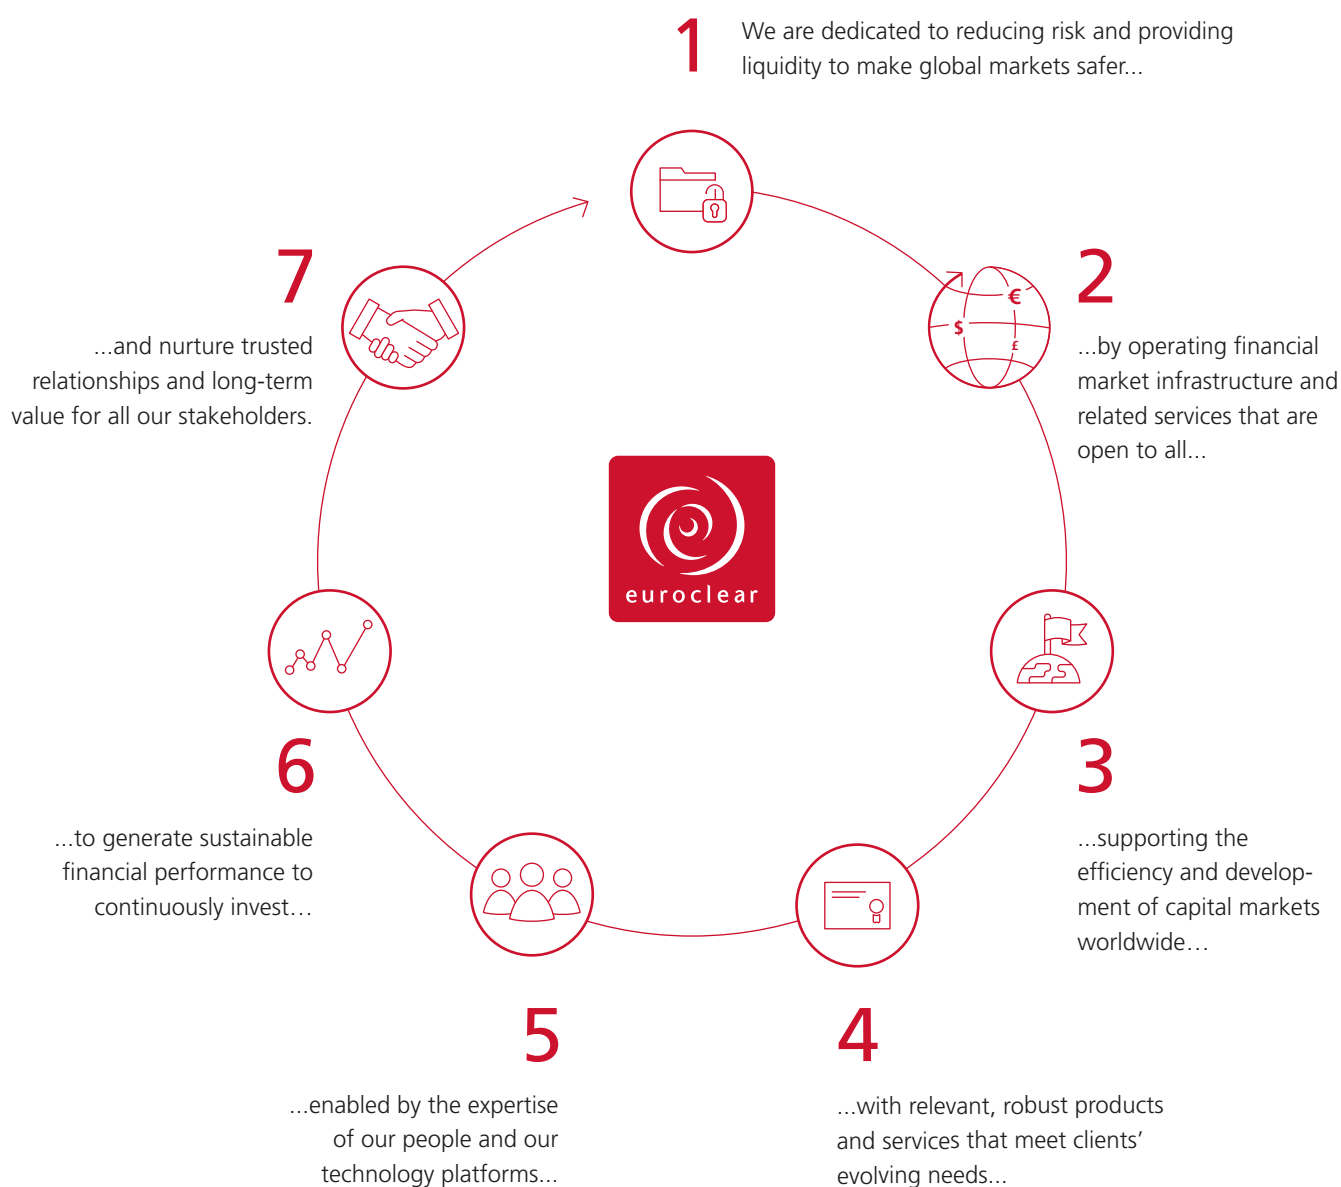 1
We are dedicated to reducing risk and providing
liquidity to make global markets safer...
2
...by operating financial
market infrastructure and
related services that are
open to all...
€
$
£
3
...supporting the
efficiency and develop-
ment of capital markets
worldwide…
4
...with relevant, robust products
and services that meet clients’
evolving needs...
5
...enabled by the expertise
of our people and our
technology platforms...
6
...to generate sustainable
financial performance to
continuously invest…
7
...and nurture trusted
relationships and long-term
value for all our stakeholders.
euroclear